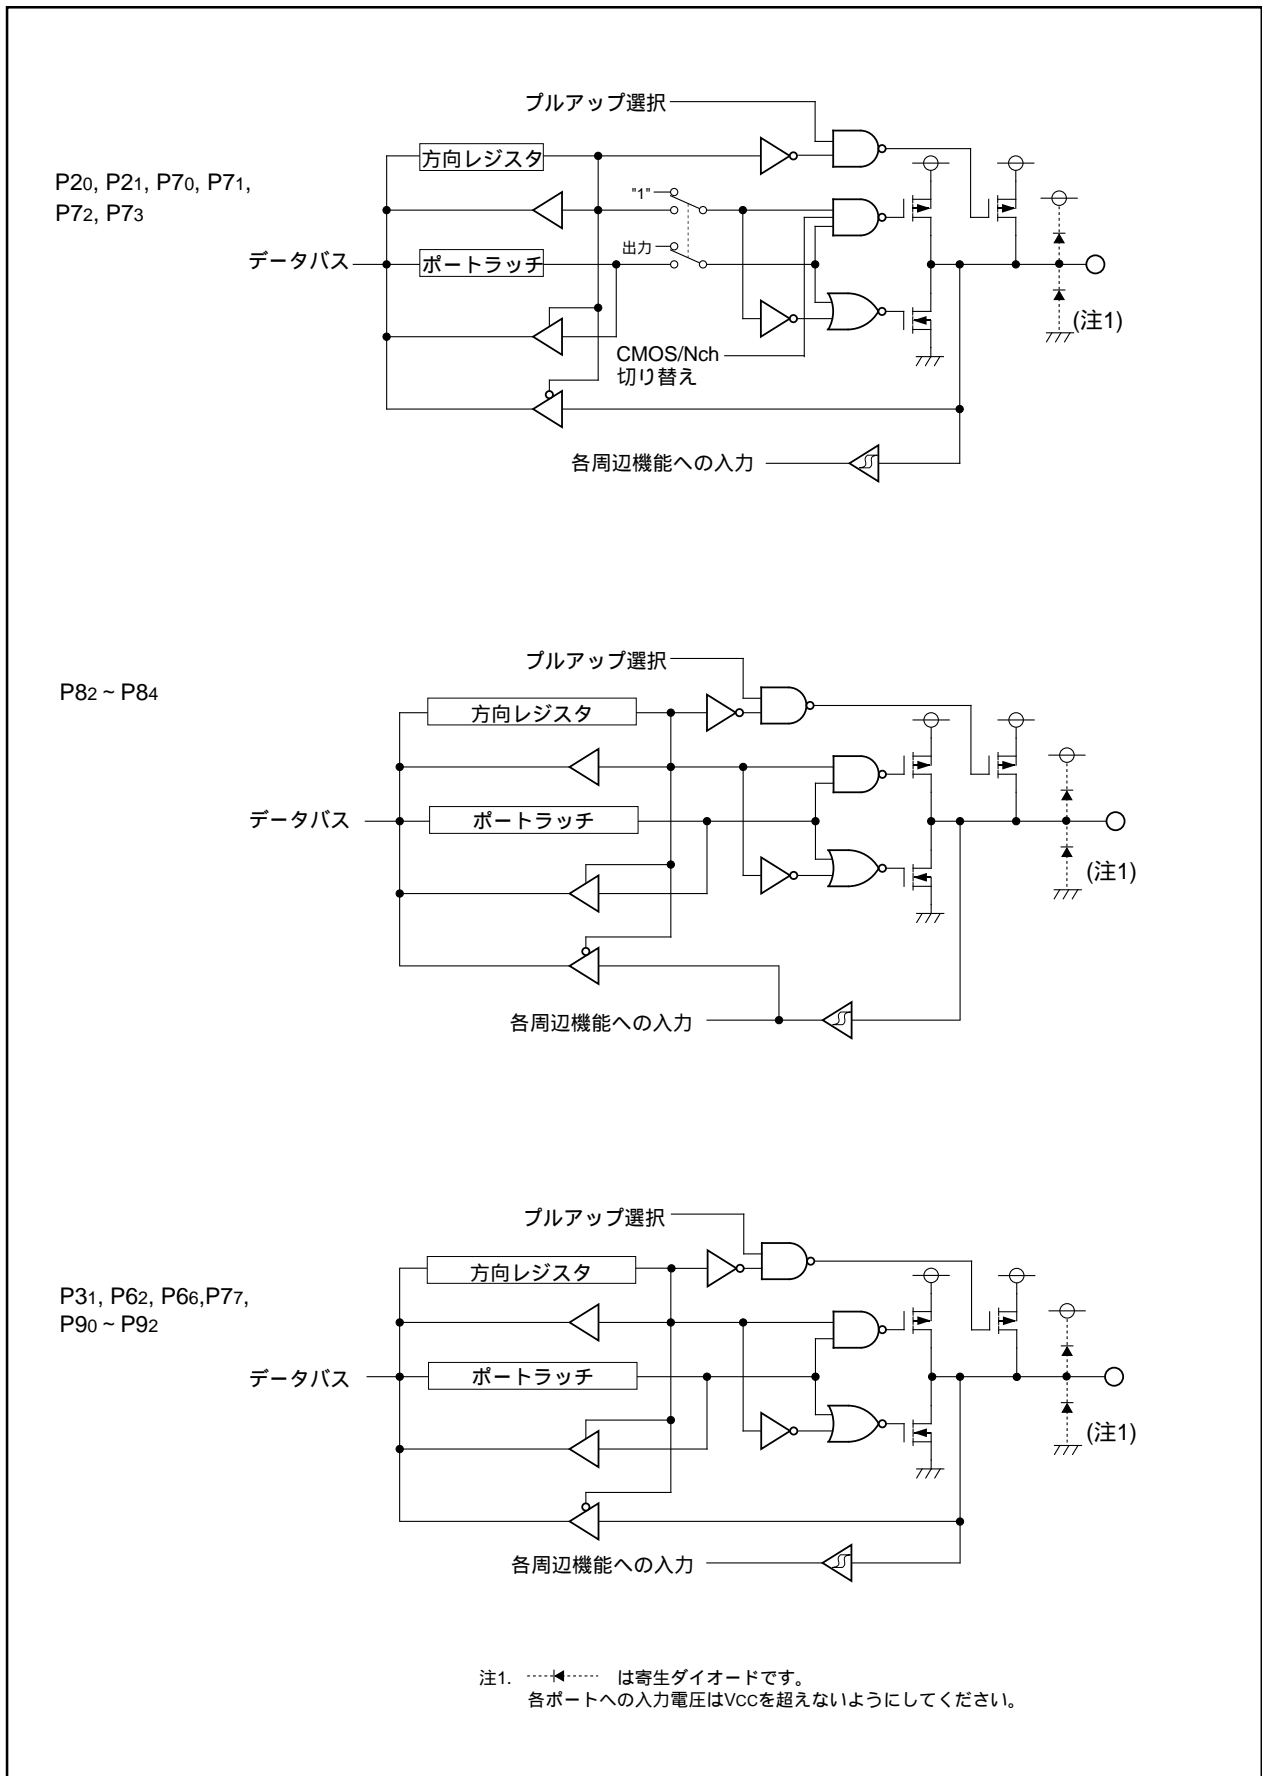 プルアップ選択
方向レジスタ
P20, P21, P70, P71,
P72, P73
"1"
出力
データバス
ポートラッチ
(注1)
CMOS/Nch
切り替え
各周辺機能への入力
プルアップ選択
P82 ~ P84
方向レジスタ
データバス
ポートラッチ
(注1)
各周辺機能への入力
プルアップ選択
方向レジスタ
P31, P62, P66,P77,
P90 ~ P92
データバス
ポートラッチ
(注1)
各周辺機能への入力
注1. は寄生ダイオードです。
各ポートへの入力電圧はVCCを超えないようにしてください。